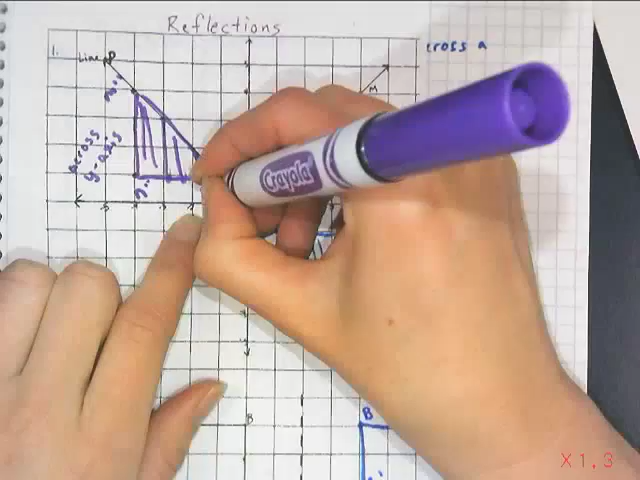 Reflections
cross a
1.
Line P
M
across
y-axis
Crayola
B
B
X1,3